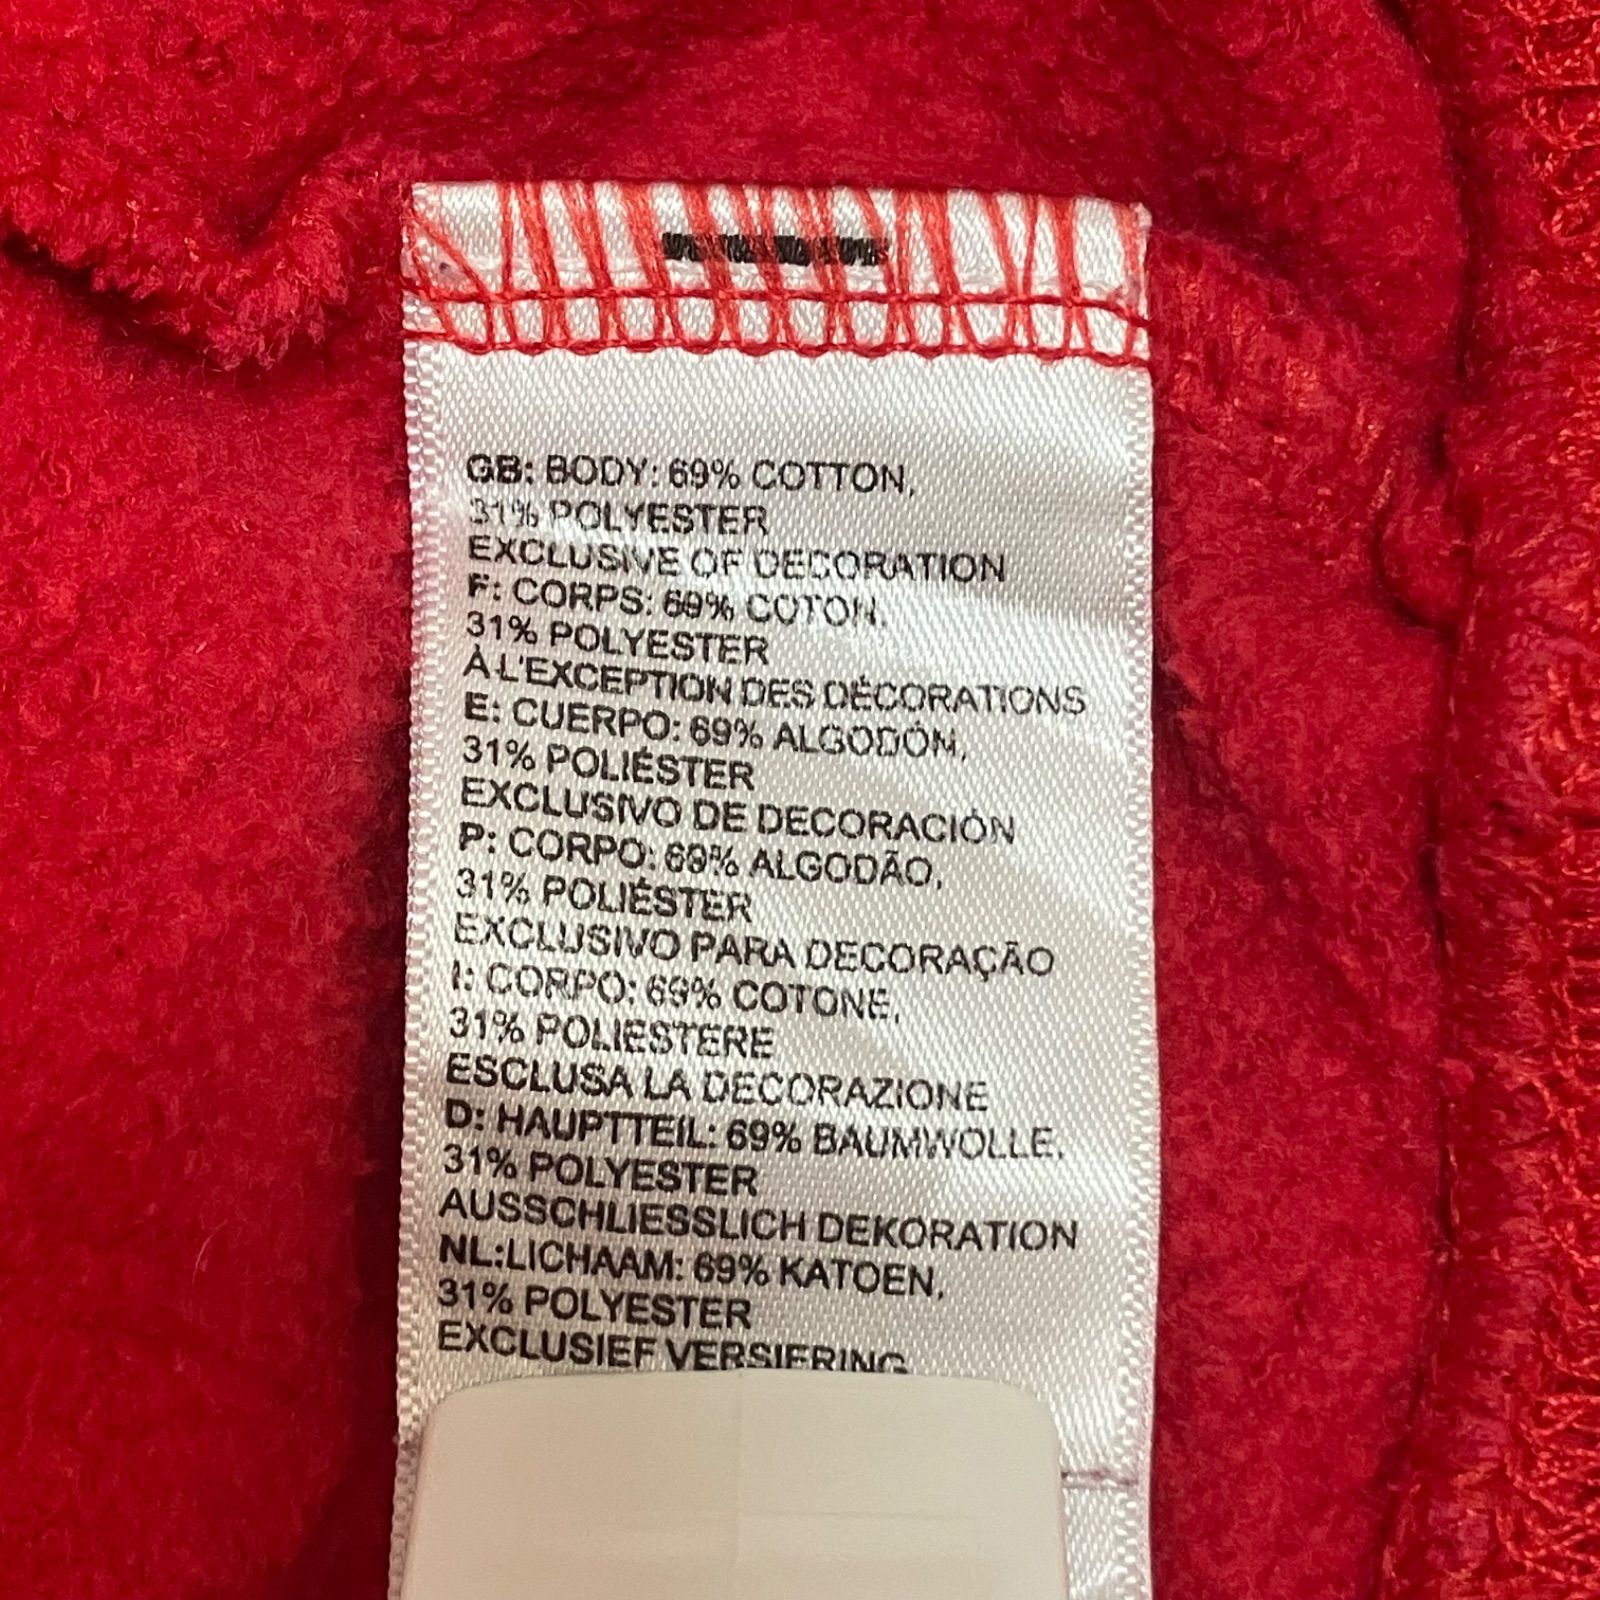 GB: BODY: 69% COTTON,
31% POLYESTER
EXCLUSIVE OF DECORATION
F: CORPS: 69% COTON,
31% POLYESTER
À L'EXCEPTION DES DÉCORATIONS
E: CUERPO: 69% ALGODÓN,
31% POLIÉSTER
EXCLUSIVO DE DECORACIÓN
P: CORPO: 69% ALGODÃO,
31% POLIÉSTER
EXCLUSIVO PARA DECORAÇÃO
I: CORPO: 69% COTONE,
31% POLIESTERE
ESCLUSA LA DECORAZIONE
D: HAUPTTEIL: 69% BAUMWOLLE,
31% POLYESTER
AUSSCHLIESSLICH DEKORATION
NL:LICHAAM: 69% KATOEN,
31% POLYESTER
EXCLUSIEF VERSIERING